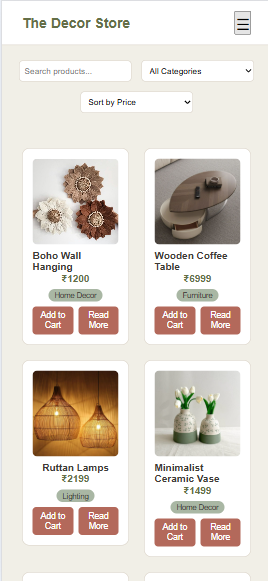 The Decor Store
Search products...
All Categories
Sort by Price
Boho Wall
Hanging
₹1200
Home Decor
Add to
Cart
Read
More
Wooden Coffee
Table
₹6999
Furniture
Add to
Cart
Read
More
Ruttan Lamps
₹2199
Lighting
Add to
Cart
Read
More
Minimalist
Ceramic Vase
₹1499
Home Decor
Add to
Cart
Read
More